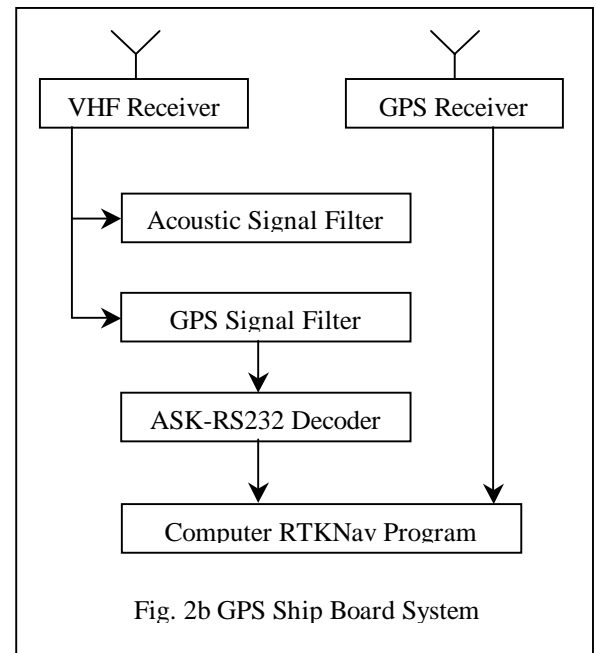 VHF Receiver
GPS Receiver
Acoustic Signal Filter
GPS Signal Filter
ASK-RS232 Decoder
Computer RTKNav Program
Fig. 2b GPS Ship Board System